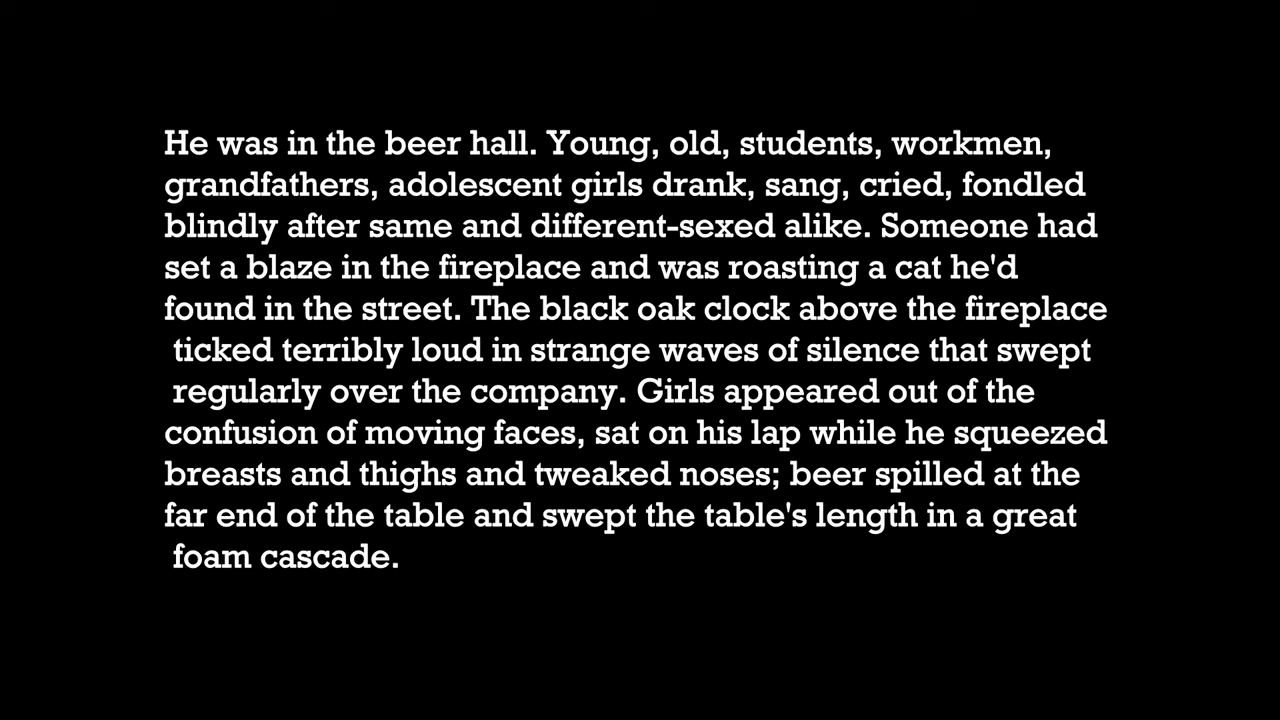 He was in the beer hall. Young, old, students, workmen,
grandfathers, adolescent girls drank, sang, cried, fondled
blindly after same and different-sexed alike. Someone had
set a blaze in the fireplace and was roasting a cat he'd
found in the street. The black oak clock above the fireplace
ticked terribly loud in strange waves of silence that swept
regularly over the company. Girls appeared out of the
confusion of moving faces, sat on his lap while he squeezed
breasts and thighs and tweaked noses; beer spilled at the
far end of the table and swept the table's length in a great
foam cascade.